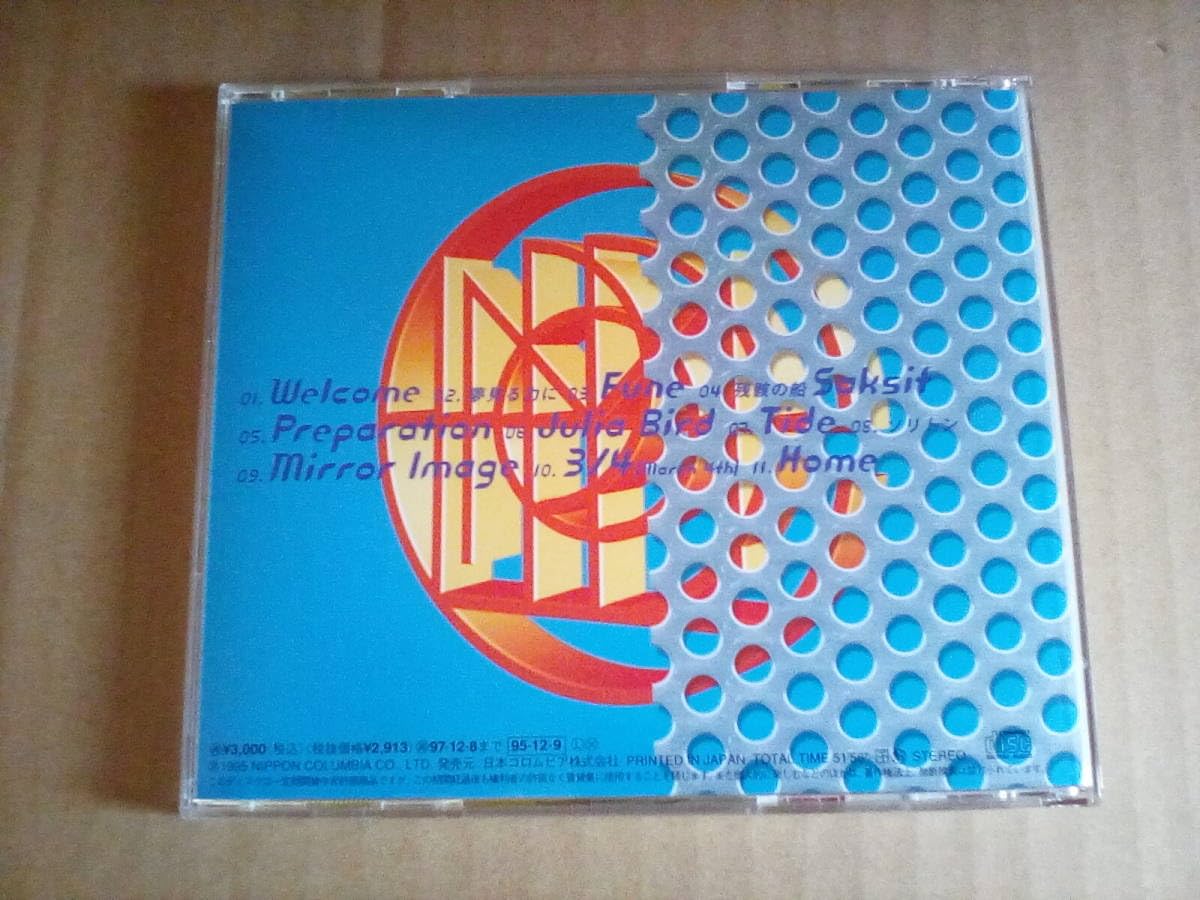 01. Welcome 02. 夢見る力に 03. Fune 04. 残骸の船 Saksit
05. Preparation 06. Julia Bird 07. Tide 08. ソリトン
09. Mirror Image 10. 3/4 (March 4th) 11. Home
¥3,000 (税込) (税抜価格¥2,913) 97・12・8まで 95・12・9
℗1995 NIPPON COLUMBIA CO., LTD. 発売元 日本コロムビア株式会社 PRINTED IN JAPAN TOTAL TIME STEREO
disc